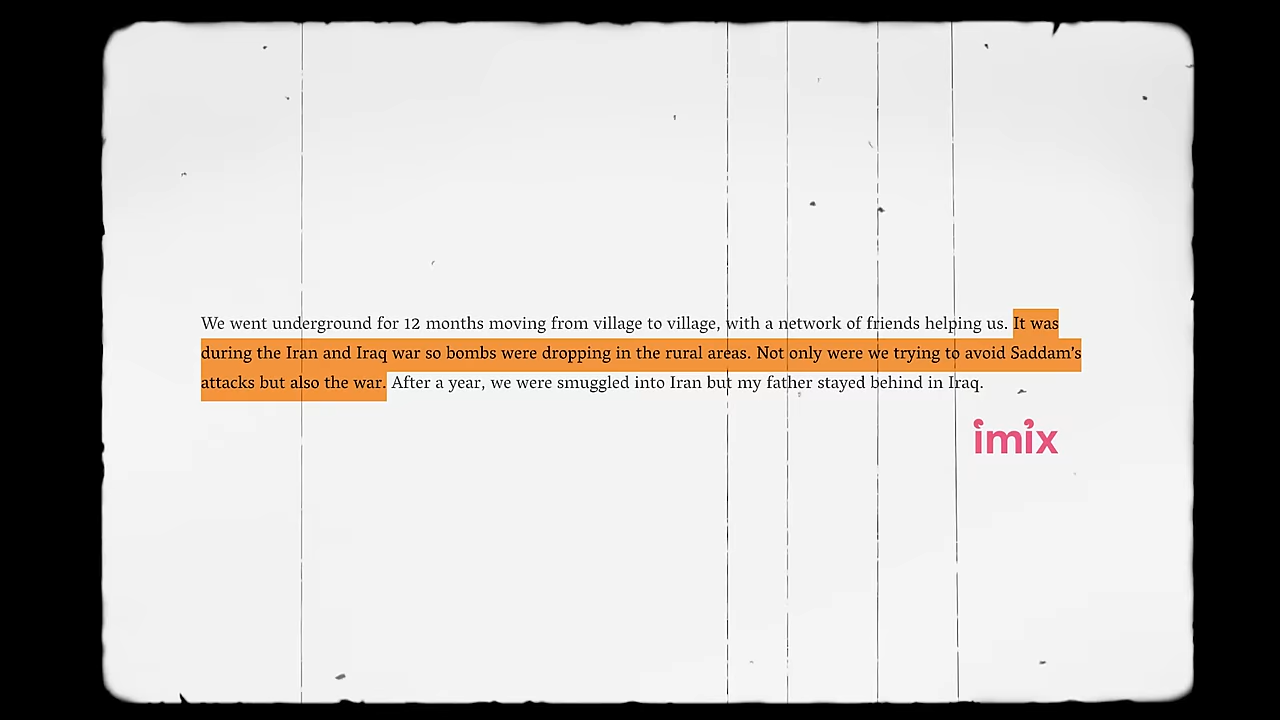 We went underground for 12 months moving from village to village, with a network of friends helping us. It was
during the Iran and Iraq war so bombs were dropping in the rural areas. Not only were we trying to avoid Saddam's
attacks but also the war. After a year, we were smuggled into Iran but my father stayed behind in Iraq.
imix